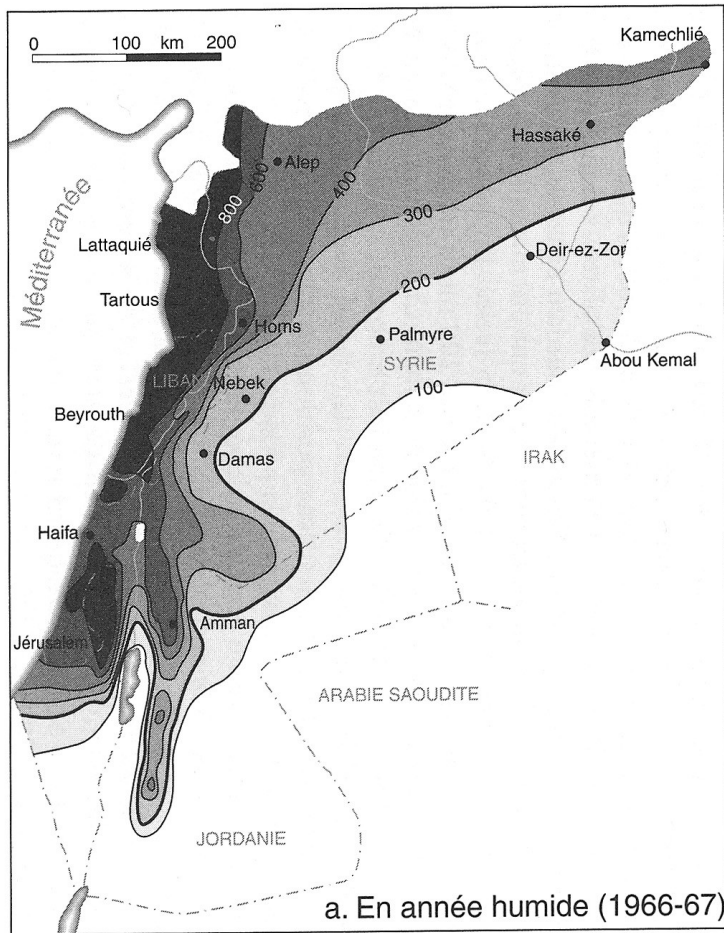 0 100 km 200
Kamechlié
Hassaké
Alep
600
400
800
300
Méditerranée
Lattaquié
Deir-ez-Zor
200
Tartous
Homs
Palmyre
SYRIE
Abou Kemal
LIBAN
Nebek
100
Beyrouth
Damas
IRAK
Haifa
Amman
Jérusalem
ARABIE SAOUDITE
JORDANIE
a. En année humide (1966-67)